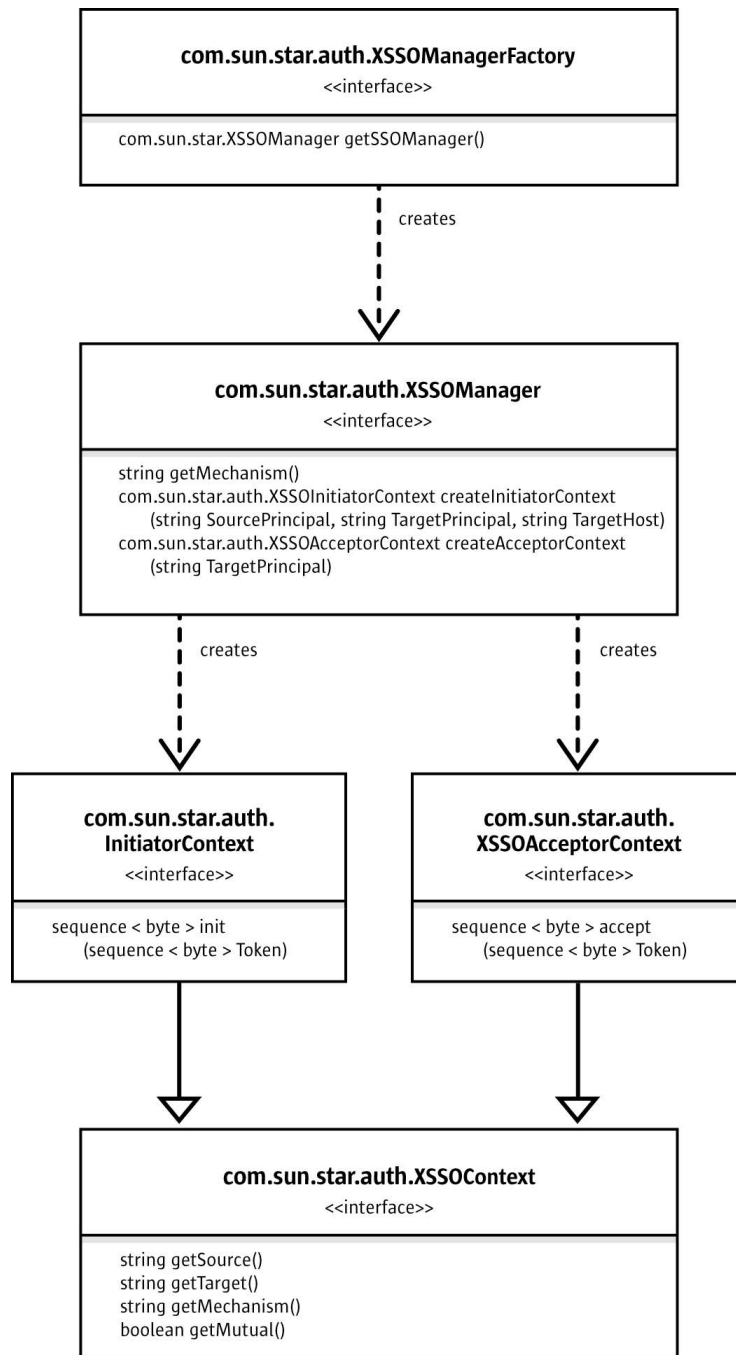 com.sun.star.auth.XSSOManagerFactory
<<interface>>
com.sun.star.XSSOManager getSSOManager()
creates
com.sun.star.auth.XSSOManager
<<interface>>
string getMechanism()
com.sun.star.auth.XSSOInitiatorContext createInitiatorContext
(string SourcePrincipal, string TargetPrincipal, string TargetHost)
com.sun.star.auth.XSSOAcceptorContext createAcceptorContext
(string TargetPrincipal)
creates
creates
com.sun.star.auth.
InitiatorContext
<<interface>>
sequence < byte > init
(sequence < byte > Token)
com.sun.star.auth.
XSSOAcceptorContext
<<interface>>
sequence < byte > accept
(sequence < byte > Token)
com.sun.star.auth.XSSOContext
<<interface>>
string getSource()
string getTarget()
string getMechanism()
boolean getMutual()